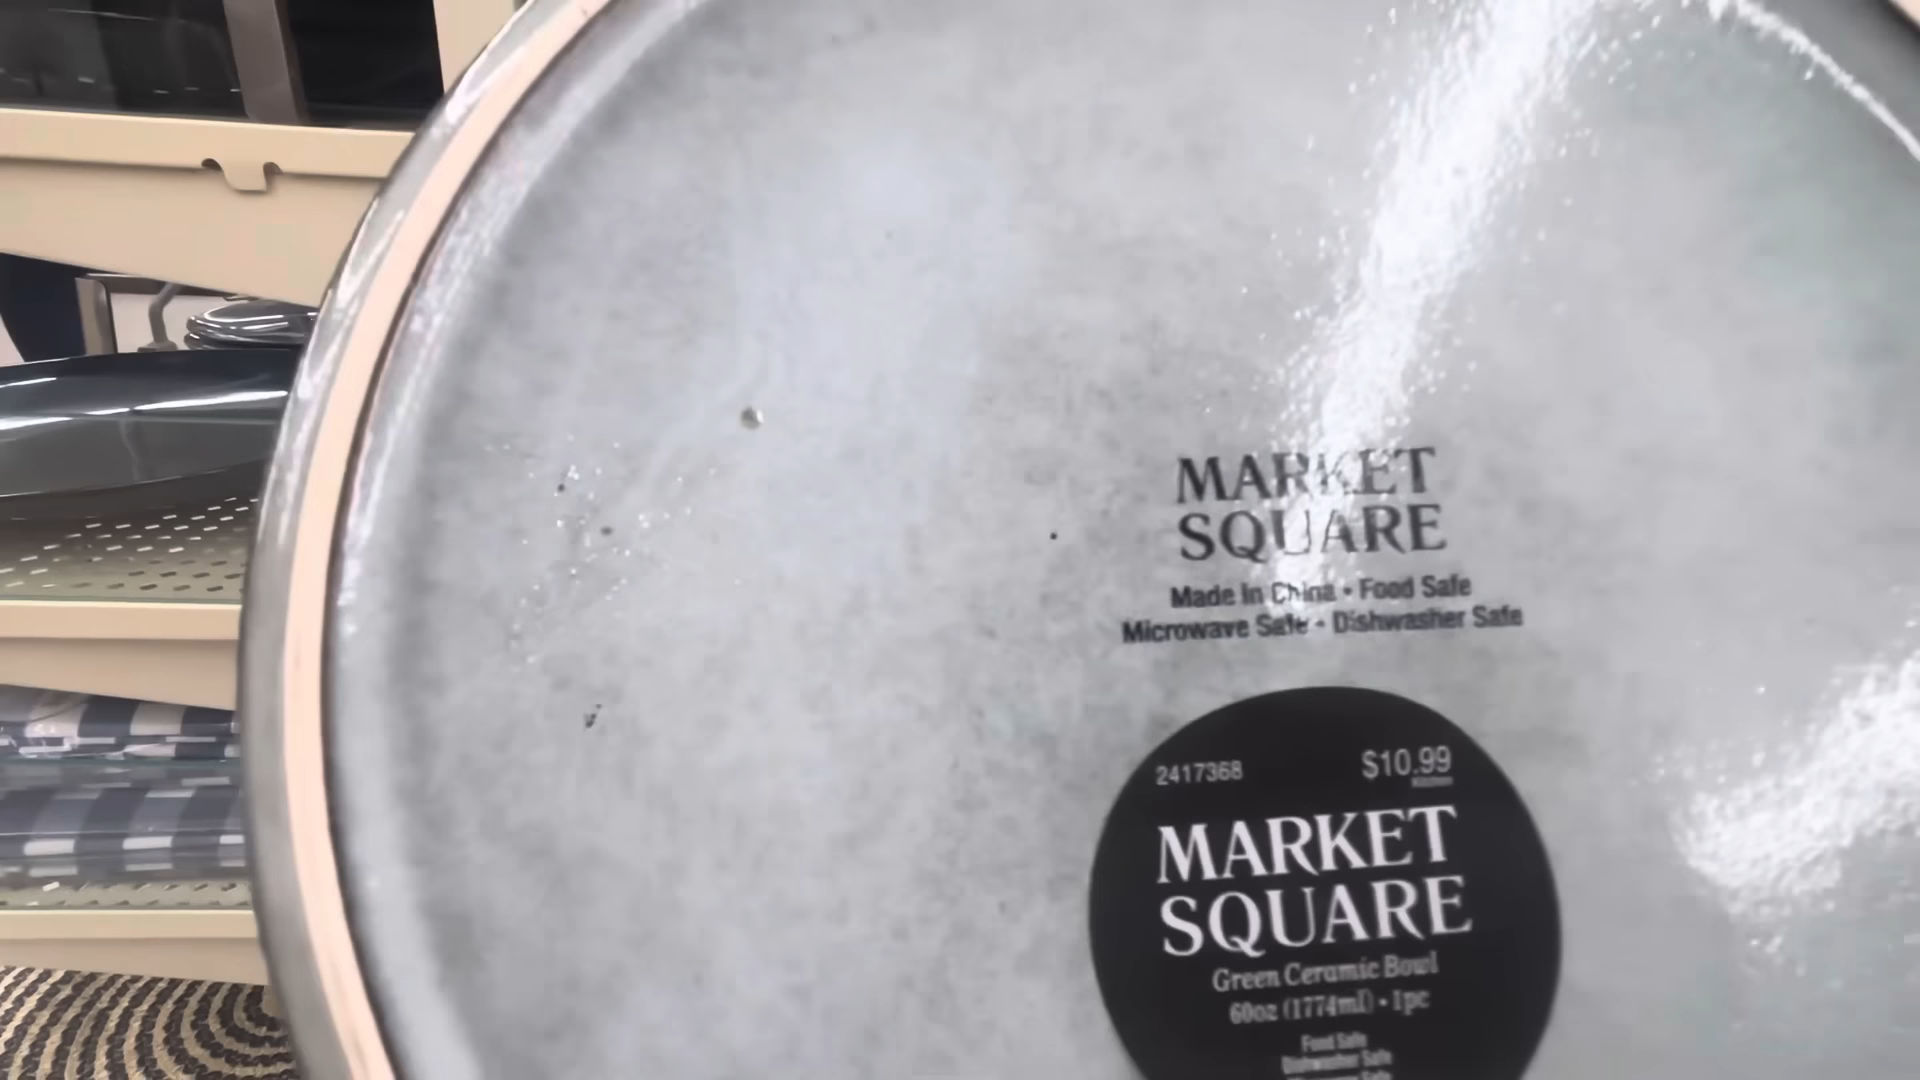 MARKET
SQUARE
Made In China • Food Safe
Microwave Safe • Dishwasher Safe
2417368 $10.99
Kitchen
MARKET
SQUARE
Green Ceramic Bowl
60oz (1774ml) • 1pc
Food Safe
Dishwasher Safe